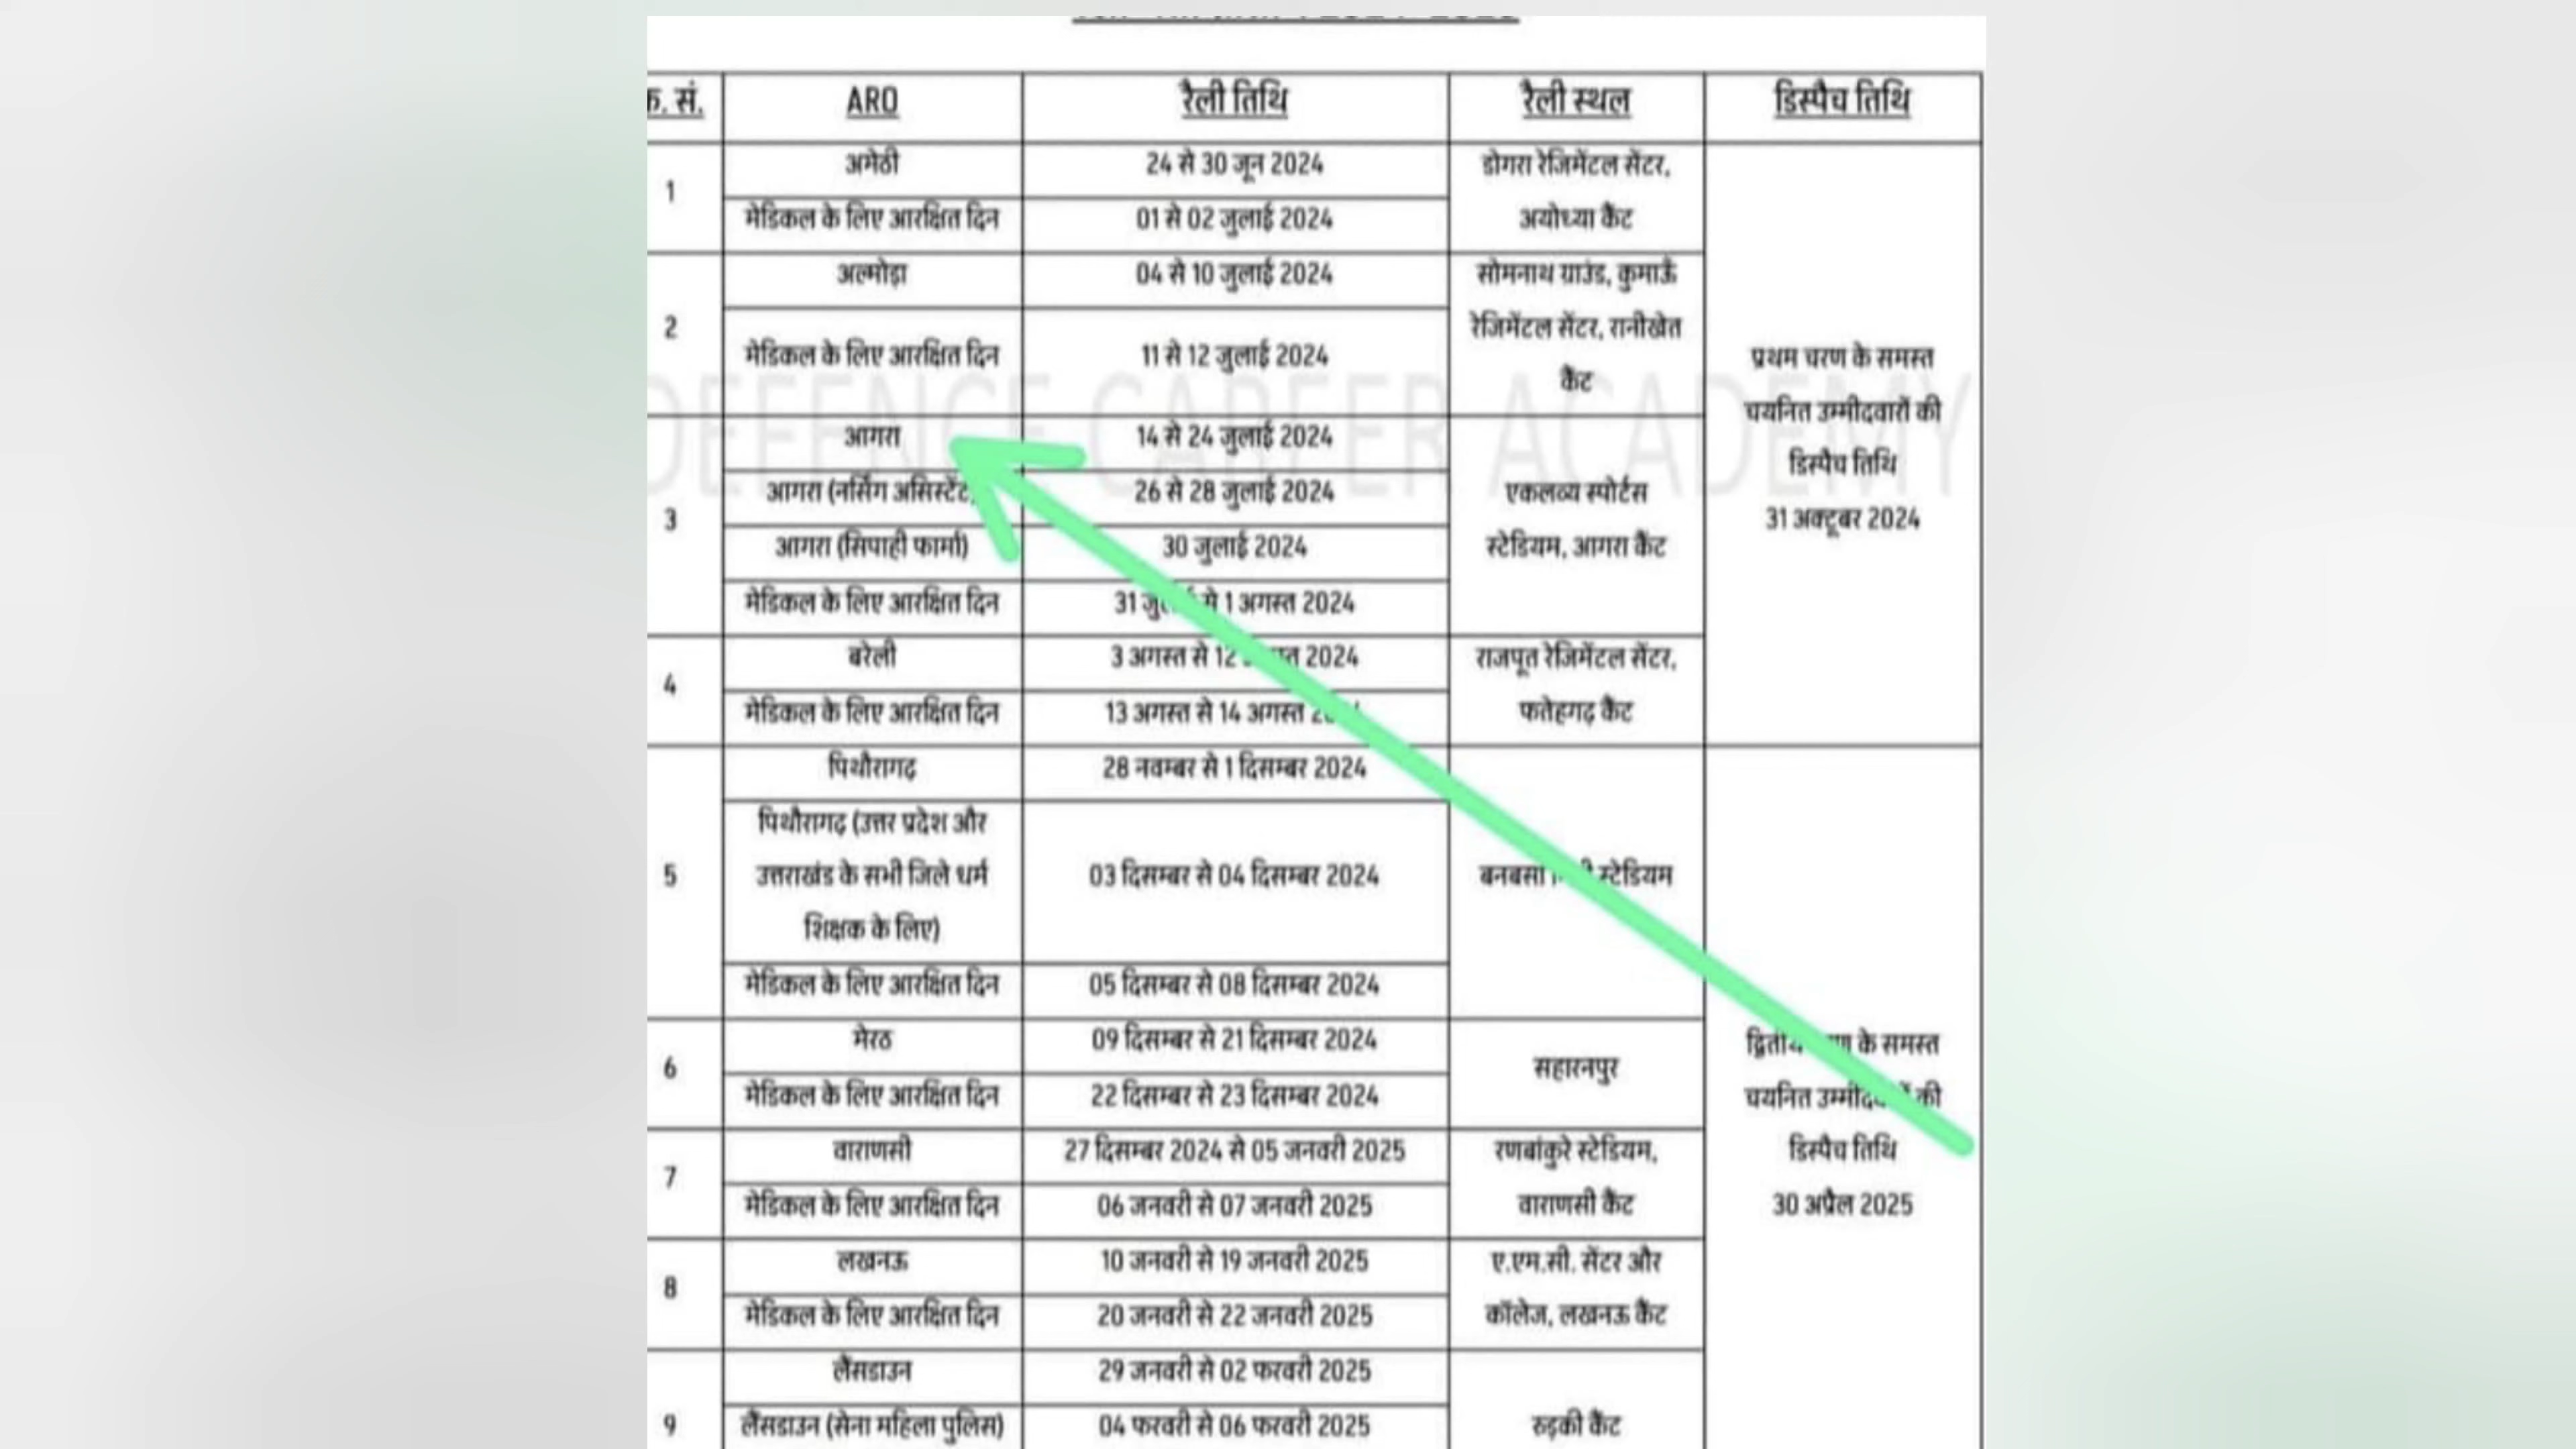 क. सं. ARO रैली तिथि रैली स्थल डिस्पैच तिथि
1 अमेठी 24 से 30 जून 2024 डोगरा रेजिमेंटल सेंटर,
मेडिकल के लिए आरक्षित दिन 01 से 02 जुलाई 2024 अयोध्या कैंट
2 अल्मोड़ा 04 से 10 जुलाई 2024 सोमनाथ ग्राउंड, कुमाऊँ
रेजिमेंटल सेंटर, रानीखेत
मेडिकल के लिए आरक्षित दिन 11 से 12 जुलाई 2024 कैंट
प्रथम चरण के समस्त
चयनित उम्मीदवारों की
डिस्पैच तिथि
31 अक्टूबर 2024
DEFENCE CAREER ACADEMY
3 आगरा 14 से 24 जुलाई 2024
आगरा (नर्सिंग असिस्टेंट) 26 से 28 जुलाई 2024 एकलव्य स्पोर्टस
आगरा (सिपाही फार्मा) 30 जुलाई 2024 स्टेडियम, आगरा कैंट
मेडिकल के लिए आरक्षित दिन 31 से 1 अगस्त 2024
4 बरेली 3 अगस्त से 12 2024 राजपूत रेजिमेंटल सेंटर,
मेडिकल के लिए आरक्षित दिन 13 अगस्त से 14 अगस्त फतेहगढ़ कैंट
5 पिथौरागढ़ 28 नवम्बर से 1 दिसम्बर 2024
पिथौरागढ़ (उत्तर प्रदेश और
उत्तराखंड के सभी जिले धर्म 03 दिसम्बर से 04 दिसम्बर 2024 बनबसा स्टेडियम
शिक्षक के लिए)
मेडिकल के लिए आरक्षित दिन 05 दिसम्बर से 08 दिसम्बर 2024
6 मेरठ 09 दिसम्बर से 21 दिसम्बर 2024 सहारनपुर
मेडिकल के लिए आरक्षित दिन 22 दिसम्बर से 23 दिसम्बर 2024
के समस्त
चयनित की
डिस्पैच तिथि
30 अप्रैल 2025
7 वाराणसी 27 दिसम्बर 2024 से 05 जनवरी 2025 रणबांकुरे स्टेडियम,
मेडिकल के लिए आरक्षित दिन 06 जनवरी से 07 जनवरी 2025 वाराणसी कैंट
8 लखनऊ 10 जनवरी से 19 जनवरी 2025 ए.एम.सी. सेंटर और
मेडिकल के लिए आरक्षित दिन 20 जनवरी से 22 जनवरी 2025 कॉलेज, लखनऊ कैंट
9 लैंसडाउन 29 जनवरी से 02 फरवरी 2025
लैंसडाउन (सेना महिला पुलिस) 04 फरवरी से 06 फरवरी 2025 रुड़की कैंट